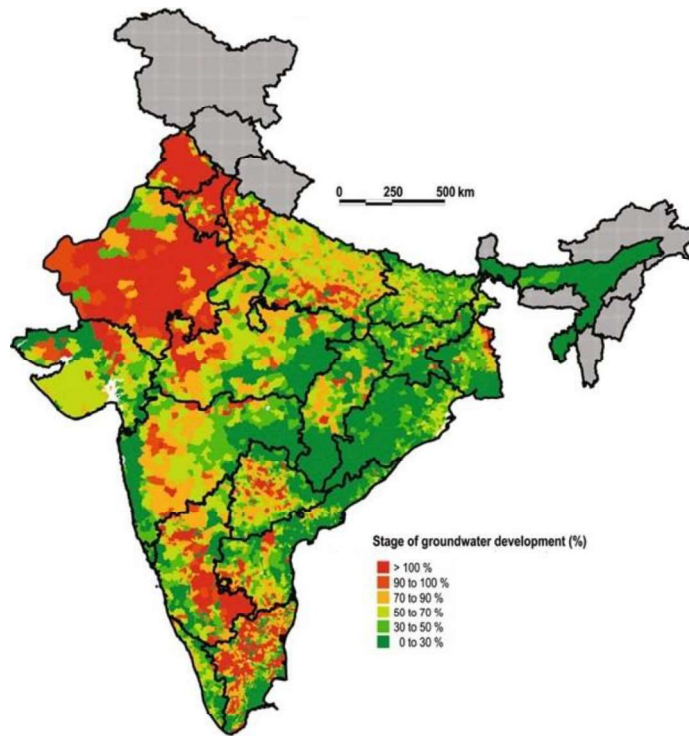 0 250 500 km
Stage of groundwater development (%)
> 100 %
90 to 100 %
70 to 90 %
50 to 70 %
30 to 50 %
0 to 30 %